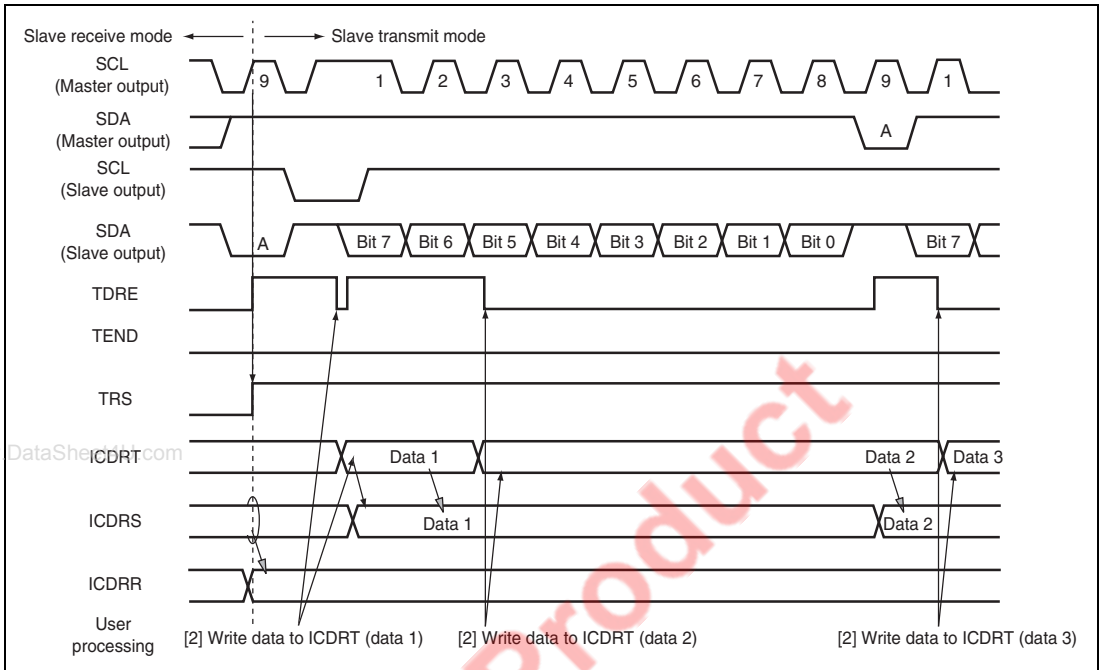 Slave receive mode Slave transmit mode
SCL
(Master output)
9 1 2 3 4 5 6 7 8 9 1
SDA
(Master output)
A
SCL
(Slave output)
SDA
(Slave output)
A Bit 7 Bit 6 Bit 5 Bit 4 Bit 3 Bit 2 Bit 1 Bit 0 Bit 7
TDRE
TEND
TRS
ICDRT
Data 1 Data 2 Data 3
ICDRS
Data 1 Data 2
ICDRR
User
processing
[2] Write data to ICDRT (data 1) [2] Write data to ICDRT (data 2) [2] Write data to ICDRT (data 3)
DataSheet4U.com
Product